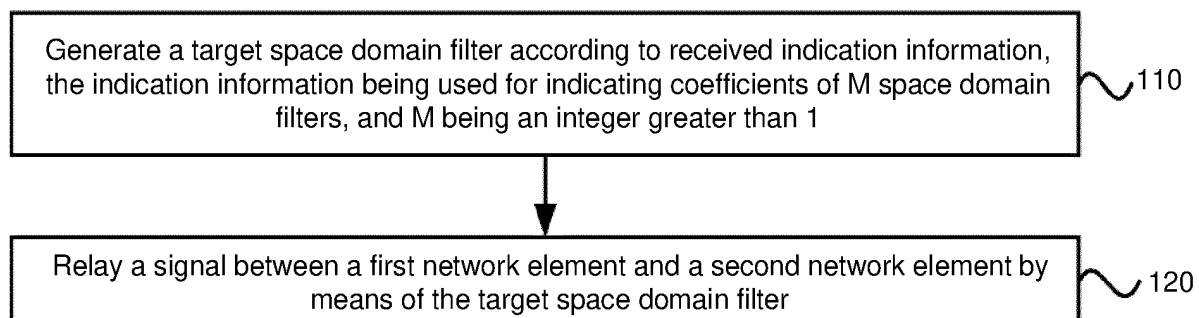 Generate a target space domain filter according to received indication information,
the indication information being used for indicating coefficients of M space domain
filters, and M being an integer greater than 1
110
Relay a signal between a first network element and a second network element by
means of the target space domain filter
120